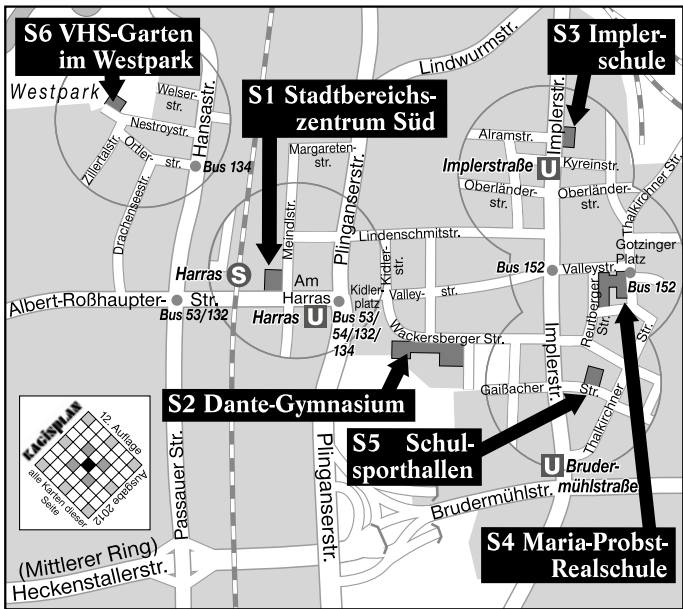 S6 VHS-Garten
im Westpark
S3 Impler-
schule
S1 Stadtbereichs-
zentrum Süd
Westpark
Welser-
str.
Nestroystr.
Ortler-
str.
Zillertalstr.
Hansastr.
Bus 134
Drachenseestr.
Lindwurmstr.
Implerstr.
Alramstr.
Implerstraße
U
Kyreinstr.
Oberländer-
str.
Oberländer-
str.
Thalkirchner Str.
Margareten-
str.
Plinganserstr.
Meindlstr.
Lindenschmitstr.
Kidler-
str.
Gotzinger
Platz
Harras
S
Am
Harras
Kidler-
platz
Valley-
str.
Bus 152
Valleystr.
Bus 152
Albert-Roßhaupter-
Str.
Bus 53/132
Harras
U
Bus 53/
54/132/
134
Wackersberger Str.
Reutberger
Str.
Implerstr.
S2 Dante-Gymnasium
Gaißacher
Str.
Thalkirchner
Str.
S5 Schul-
sporthallen
KAGISPLAN
12. Auflage
Ausgabe 2012
alle Karten dieser
Seite
Passauer Str.
Plinganserstr.
U
Bruder-
mühlstraße
Brudermühlstr.
S4 Maria-Probst-
Realschule
(Mittlerer Ring)
Heckenstallerstr.